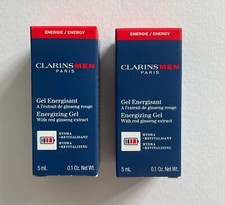 ÉNERGIE / ENERGY
CLARINSMEN
PARIS
Gel Energisant
A l'extrait de ginseng rouge
Energizing Gel
With red ginseng extract
HYDRA
+REVITALISANT
HYDRA
+REVITALIZING
5 mL
0.1 Oz. Net Wt.
ÉNERGIE / ENERGY
CLARINSMEN
PARIS
Gel Energisant
A l'extrait de ginseng rouge
Energizing Gel
With red ginseng extract
HYDRA
+REVITALISANT
HYDRA
+REVITALIZING
5 mL
0.1 Oz. Net Wt.